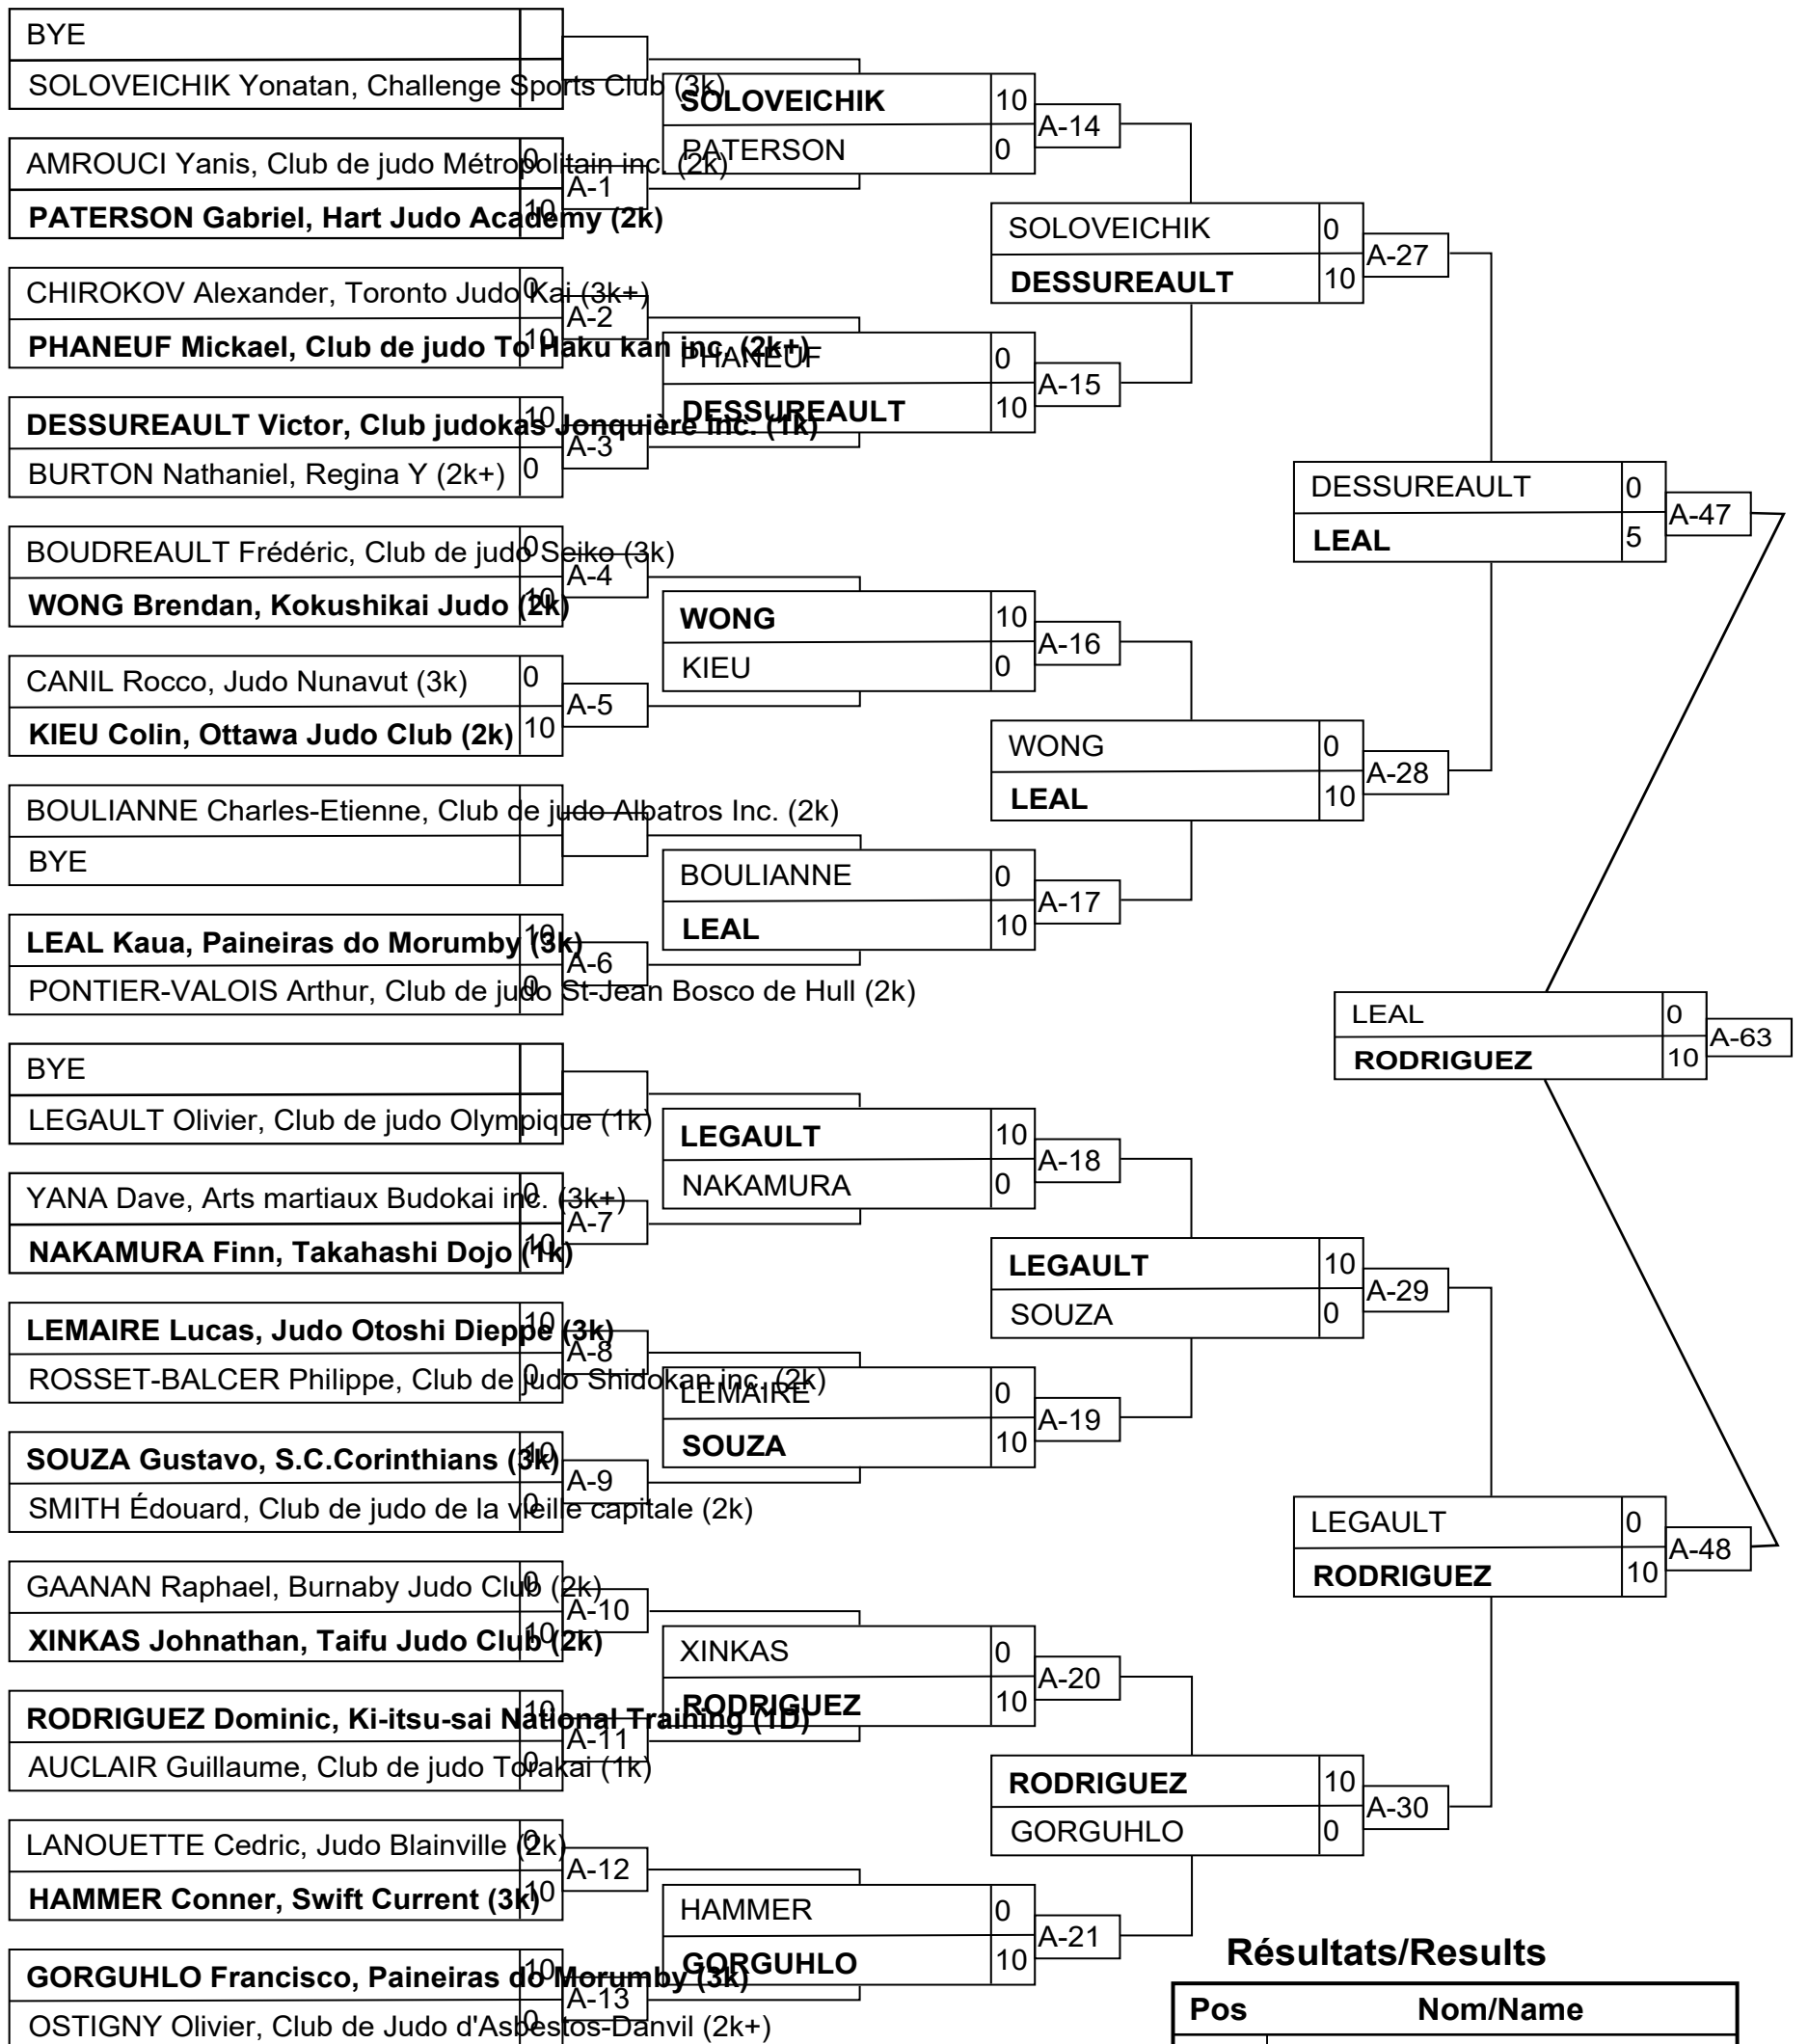 BYE
SOLOVEICHIK Yonatan, Challenge Sports Club (3k)
AMROUCI Yanis, Club de judo Métropolitain inc. (2k) 0
A-1
PATERSON Gabriel, Hart Judo Academy (2k) 10
CHIROKOV Alexander, Toronto Judo Kai (3k+) 0
A-2
PHANEUF Mickael, Club de judo To Haku kan inc. (2k+) 10
DESSUREAULT Victor, Club judokas Jonquière inc. (1k) 10
A-3
BURTON Nathaniel, Regina Y (2k+) 0
BOUDREAULT Frédéric, Club de judo Seiko (3k) 0
A-4
WONG Brendan, Kokushikai Judo (2k) 10
CANIL Rocco, Judo Nunavut (3k) 0
A-5
KIEU Colin, Ottawa Judo Club (2k) 10
BOULIANNE Charles-Etienne, Club de judo Albatros Inc. (2k)
BYE
LEAL Kaua, Paineiras do Morumby (3k) 10
A-6
PONTIER-VALOIS Arthur, Club de judo St-Jean Bosco de Hull (2k) 0
BYE
LEGAULT Olivier, Club de judo Olympique (1k)
YANA Dave, Arts martiaux Budokai inc. (3k+) 0
A-7
NAKAMURA Finn, Takahashi Dojo (1k) 10
LEMAIRE Lucas, Judo Otoshi Dieppe (3k) 10
A-8
ROSSET-BALCER Philippe, Club de judo Shidokan inc. (2k) 0
SOUZA Gustavo, S.C.Corinthians (3k) 10
A-9
SMITH Édouard, Club de judo de la vieille capitale (2k) 0
GAANAN Raphael, Burnaby Judo Club (2k) 0
A-10
XINKAS Johnathan, Taifu Judo Club (2k) 10
RODRIGUEZ Dominic, Ki-itsu-sai National Training (1D) 10
A-11
AUCLAIR Guillaume, Club de judo Torakai (1k) 0
LANOUETTE Cedric, Judo Blainville (2k) 0
A-12
HAMMER Conner, Swift Current (3k) 10
GORGUHLO Francisco, Paineiras do Morumby (3k) 10
A-13
OSTIGNY Olivier, Club de Judo d'Asbestos-Danvil (2k+) 0
SOLOVEICHIK 10
A-14
PATERSON 0
PHANEUF 0
A-15
DESSUREAULT 10
WONG 10
A-16
KIEU 0
BOULIANNE 0
A-17
LEAL 10
LEGAULT 10
A-18
NAKAMURA 0
LEMAIRE 0
A-19
SOUZA 10
XINKAS 0
A-20
RODRIGUEZ 10
HAMMER 0
A-21
GORGUHLO 10
SOLOVEICHIK 0
A-27
DESSUREAULT 10
WONG 0
A-28
LEAL 10
LEGAULT 10
A-29
SOUZA 0
RODRIGUEZ 10
A-30
GORGUHLO 0
DESSUREAULT 0
A-47
LEAL 5
LEGAULT 0
A-48
RODRIGUEZ 10
LEAL 0
A-63
RODRIGUEZ 10
Résultats/Results
Pos Nom/Name